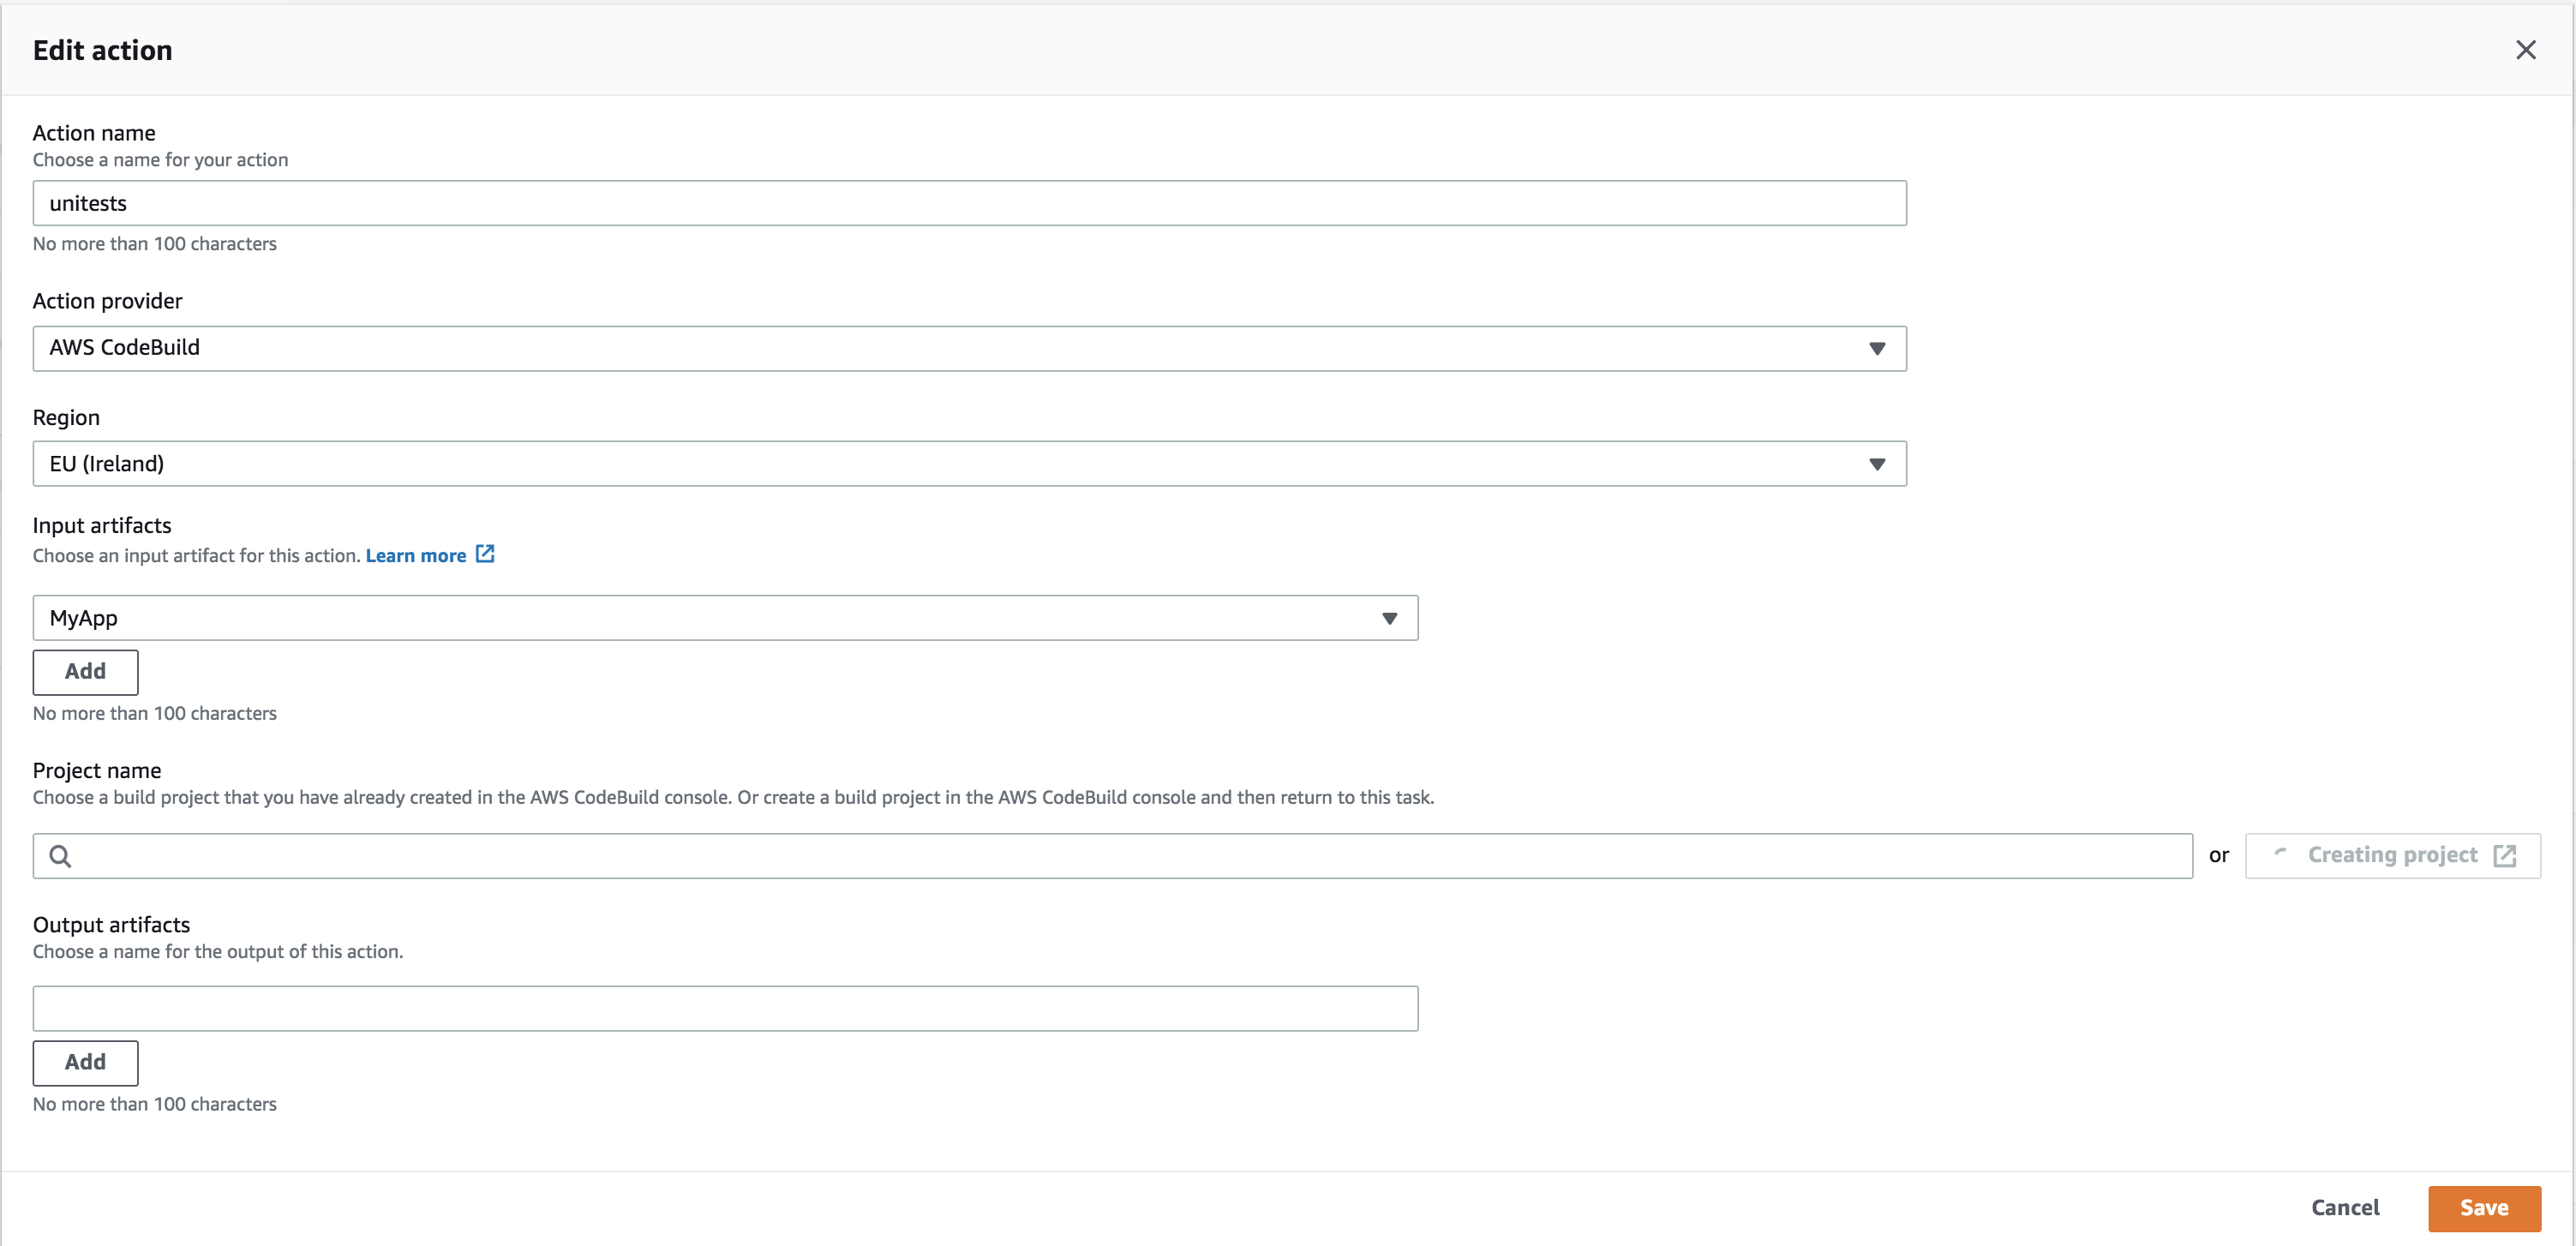 Edit action
Action name
Choose a name for your action
unitests
No more than 100 characters
Action provider
AWS CodeBuild
Region
EU (Ireland)
Input artifacts
Choose an input artifact for this action. Learn more
MyApp
Add
No more than 100 characters
Project name
Choose a build project that you have already created in the AWS CodeBuild console. Or create a build project in the AWS CodeBuild console and then return to this task.
or Creating project
Output artifacts
Choose a name for the output of this action.
Add
No more than 100 characters
Cancel Save